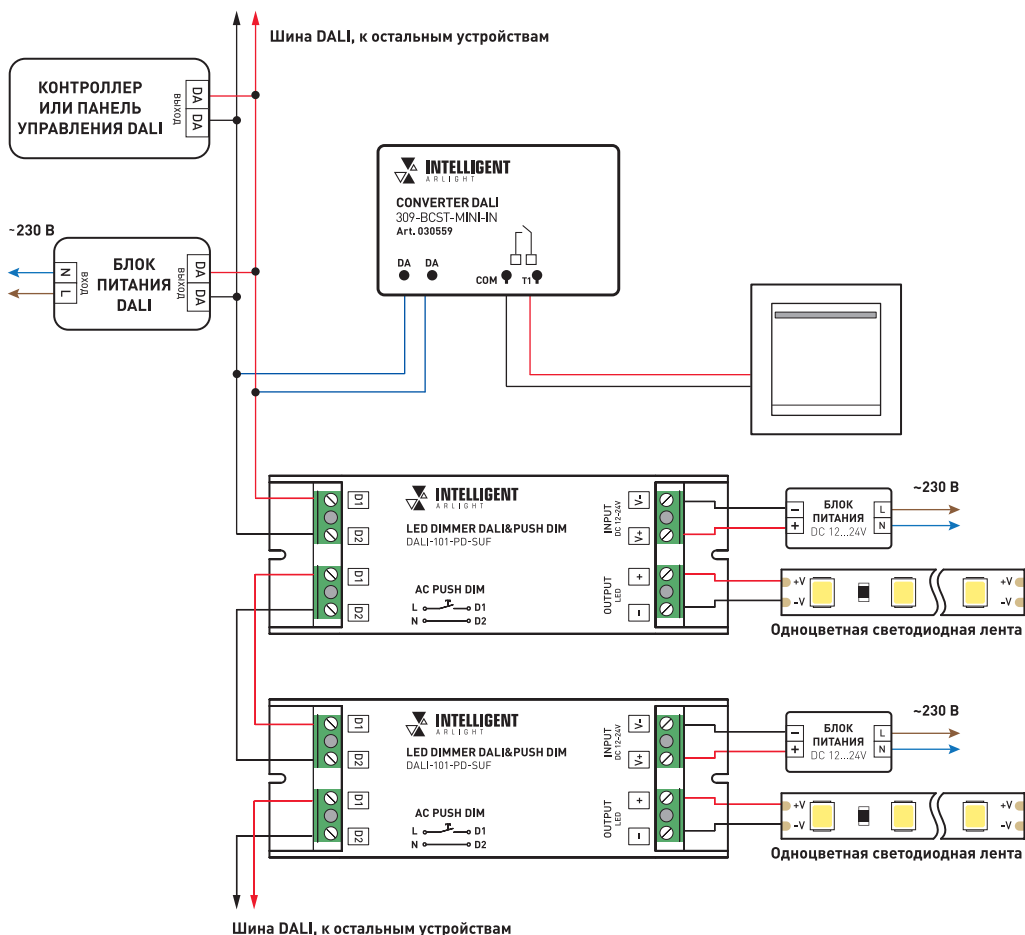 Шина DALI, к остальным устройствам
КОНТРОЛЛЕР
ИЛИ ПАНЕЛЬ
УПРАВЛЕНИЯ DALI
ВЫХОД
DA
DA
INTELLIGENT
ARLIGHT
CONVERTER DALI
309-BCST-MINI-IN
Art. 030559
DA
DA
COM
T1
~230 В
N
L
ВХОД
БЛОК
ПИТАНИЯ
DALI
ВЫХОД
DA
DA
D1
D2
D1
D2
INTELLIGENT
ARLIGHT
LED DIMMER DALI&PUSH DIM
DALI-101-PD-SUF
AC PUSH DIM
L
D1
N
D2
INPUT
DC 12-24V
V-
V+
OUTPUT
LED
+
-
~230 В
–
+
БЛОК
ПИТАНИЯ
DC 12...24V
L
N
+V
-V
+V
-V
Одноцветная светодиодная лента
D1
D2
D1
D2
INTELLIGENT
ARLIGHT
LED DIMMER DALI&PUSH DIM
DALI-101-PD-SUF
AC PUSH DIM
L
D1
N
D2
INPUT
DC 12-24V
V-
V+
OUTPUT
LED
+
-
~230 В
–
+
БЛОК
ПИТАНИЯ
DC 12...24V
L
N
+V
-V
+V
-V
Одноцветная светодиодная лента
Шина DALI, к остальным устройствам